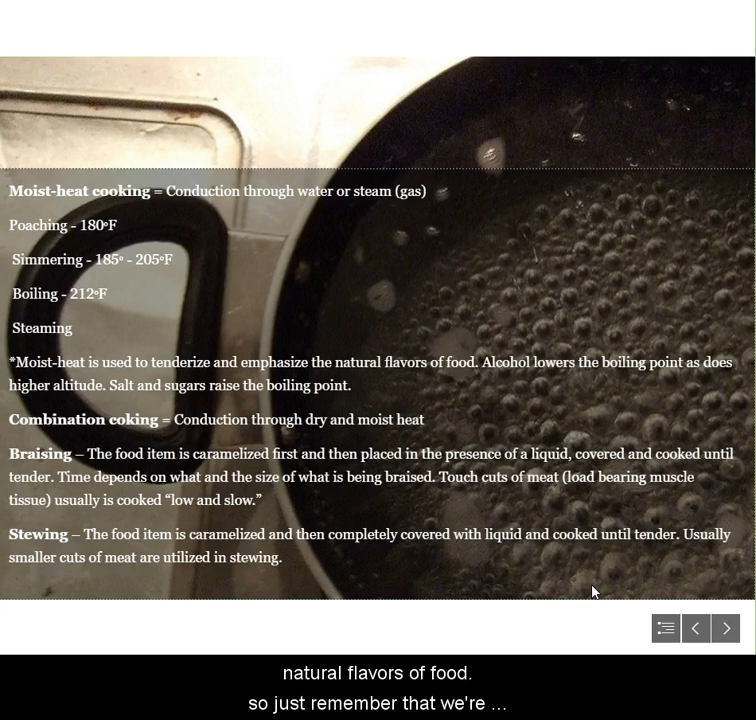 Moist-heat cooking = Conduction through water or steam (gas)
Poaching - 180ºF
Simmering - 185º - 205ºF
Boiling - 212ºF
Steaming
*Moist-heat is used to tenderize and emphasize the natural flavors of food. Alcohol lowers the boiling point as does
higher altitude. Salt and sugars raise the boiling point.
Combination coking = Conduction through dry and moist heat
Braising – The food item is caramelized first and then placed in the presence of a liquid, covered and cooked until
tender. Time depends on what and the size of what is being braised. Touch cuts of meat (load bearing muscle
tissue) usually is cooked “low and slow.”
Stewing – The food item is caramelized and then completely covered with liquid and cooked until tender. Usually
smaller cuts of meat are utilized in stewing.
natural flavors of food.
so just remember that we're ...